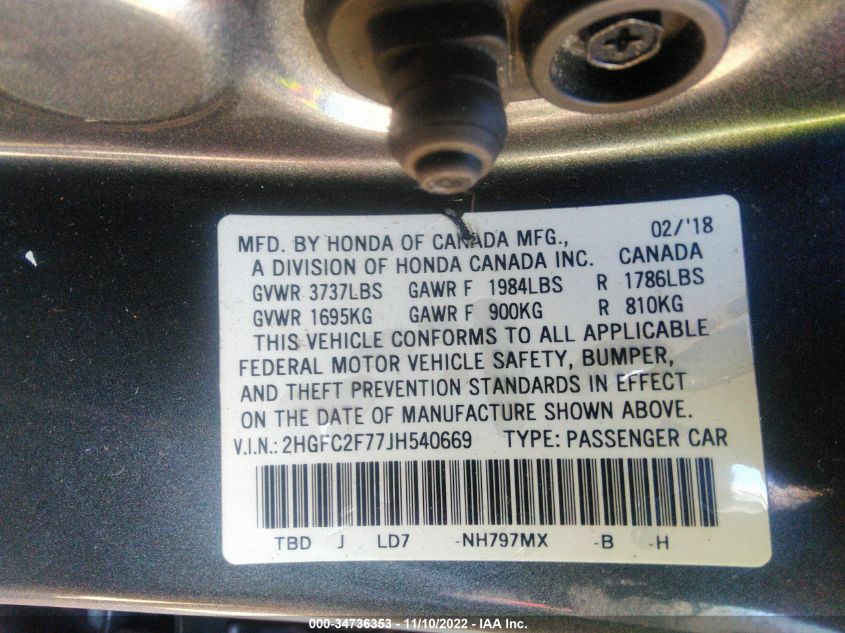 MFD. BY HONDA OF CANADA MFG., 02/'18
A DIVISION OF HONDA CANADA INC. CANADA
GVWR 3737LBS GAWR F 1984LBS R 1786LBS
GVWR 1695KG GAWR F 900KG R 810KG
THIS VEHICLE CONFORMS TO ALL APPLICABLE
FEDERAL MOTOR VEHICLE SAFETY, BUMPER,
AND THEFT PREVENTION STANDARDS IN EFFECT
ON THE DATE OF MANUFACTURE SHOWN ABOVE.
V.I.N.: 2HGFC2F77JH540669 TYPE: PASSENGER CAR
TBD J LD7 -NH797MX -B -H
000-34736353 - 11/10/2022 - IAA Inc.